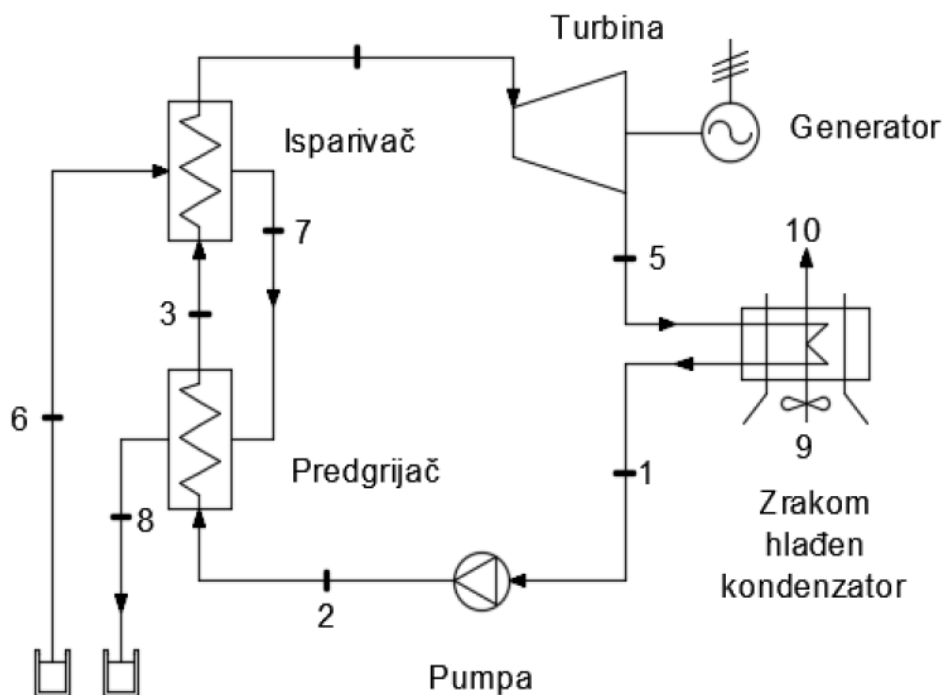 Turbina
Generator
Isparivač
7
10
5
3
6
9
1
Predgrijač
Zrakom
hlađen
kondenzator
8
2
Pumpa